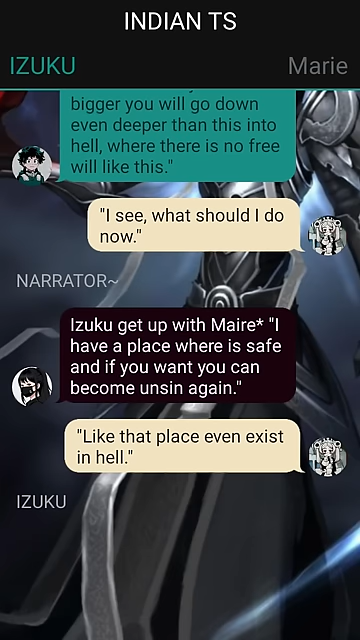 INDIAN TS
IZUKU
Marie
bigger you will go down
even deeper than this into
hell, where there is no free
will like this."
"I see, what should I do
now."
NARRATOR~
Izuku get up with Maire* "I
have a place where is safe
and if you want you can
become unsin again."
"Like that place even exist
in hell."
IZUKU